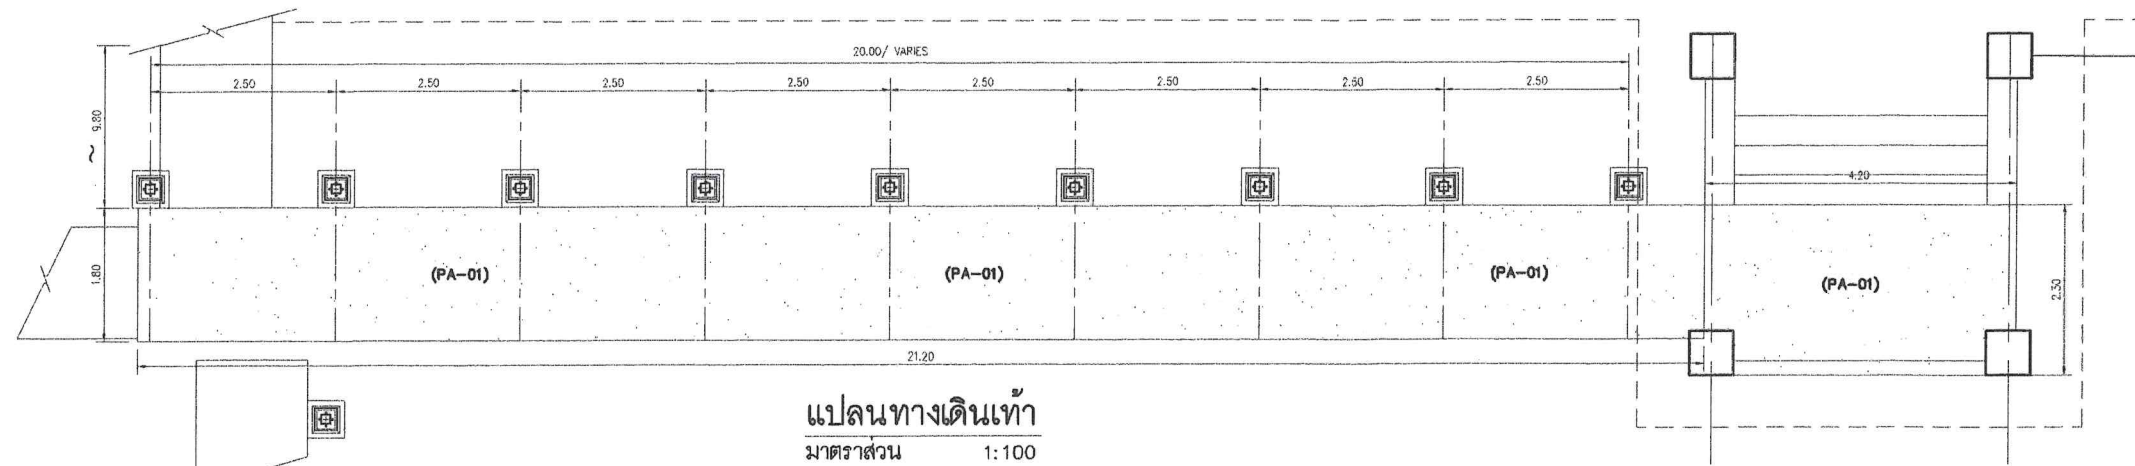 20.00/ VARIES
2.50 2.50 2.50 2.50 2.50 2.50 2.50 2.50
~ 9.80
4.20
1.80
(PA-01) (PA-01) (PA-01) (PA-01)
2.30
21.20
แปลนทางเดินเท้า
มาตราส่วน 1:100